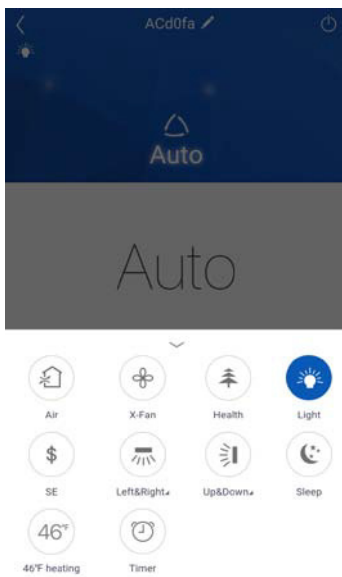 ACd0fa
Auto
Auto
Air X-Fan Health Light
$
SE Left&Right Up&Down Sleep
46°F
46°F heating Timer